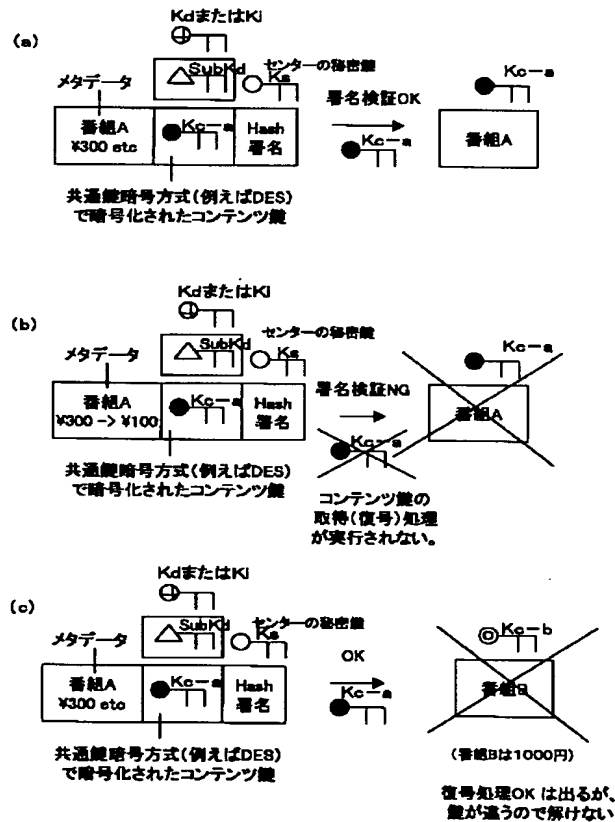 (a)
KdまたはKi
SubKd
センターの秘密鍵
Ks
メタデータ
番組A
¥300 etc
Kc-a
Hash
署名
署名検証OK
Kc-a
Kc-a
番組A
共通鍵暗号方式(例えばDES)
で暗号化されたコンテンツ鍵
(b)
KdまたはKi
SubKd
センターの秘密鍵
Ks
メタデータ
番組A
¥300 -> ¥100
Kc-a
Hash
署名
署名検証NG
Kc-a
Kc-a
番組A
共通鍵暗号方式(例えばDES)
で暗号化されたコンテンツ鍵
コンテンツ鍵の
取得(復号)処理
が実行されない。
(c)
KdまたはKi
SubKd
センターの秘密鍵
Ks
メタデータ
番組A
¥300 etc
Kc-a
Hash
署名
OK
Kc-a
Kc-b
番組B
共通鍵暗号方式(例えばDES)
で暗号化されたコンテンツ鍵
(番組Bは1000円)
復号処理OK は出るが、
鍵が違うので解けない